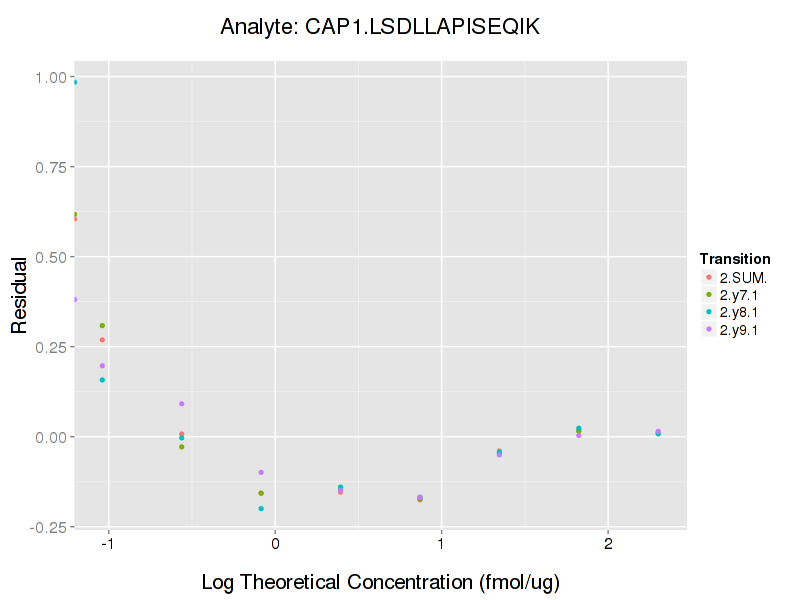 Analyte: CAP1.LSDLLAPISEQIK
1.00
0.75
0.50
0.25
0.00
-0.25
Residual
-1 0 1 2
Log Theoretical Concentration (fmol/ug)
Transition
2.SUM.
2.y7.1
2.y8.1
2.y9.1